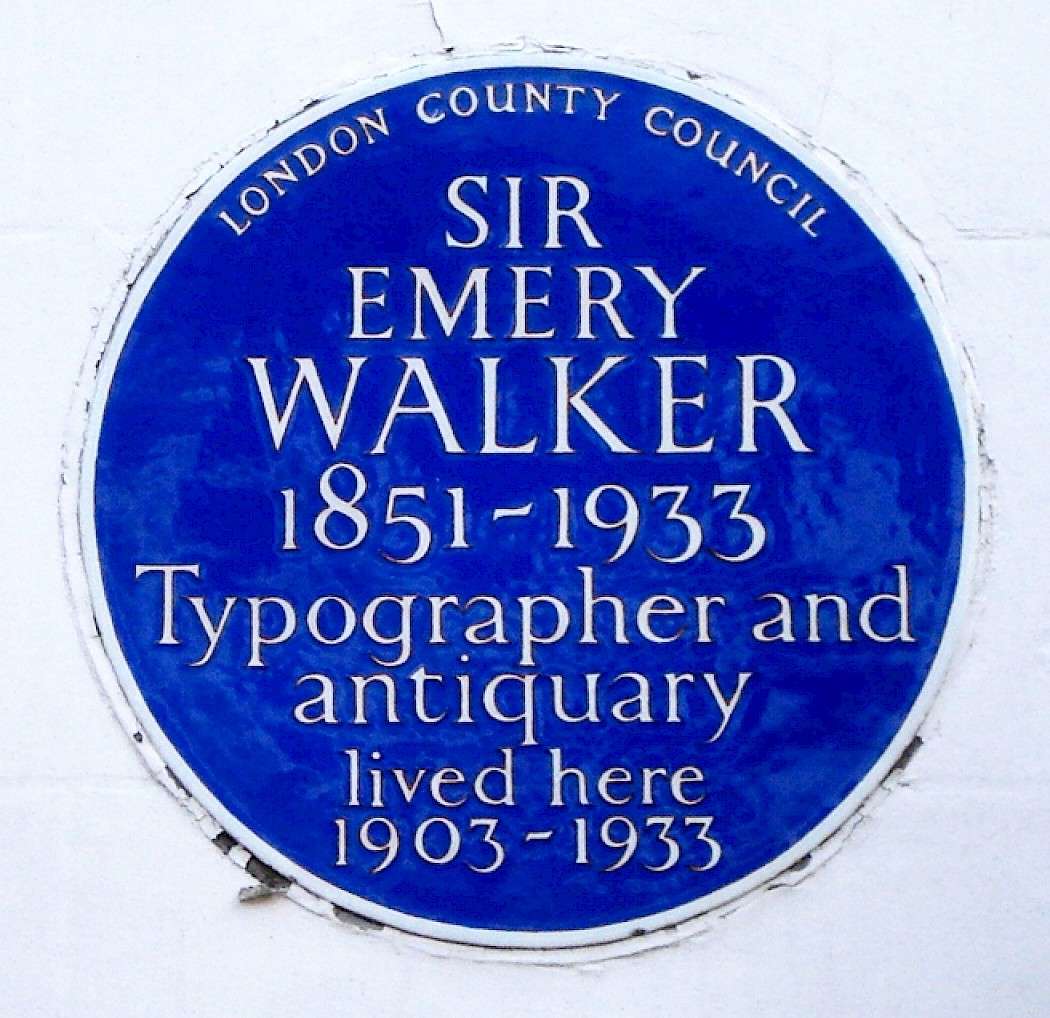 LONDON COUNTY COUNCIL
SIR
EMERY
WALKER
1851-1933
Typographer and
antiquary
lived here
1903-1933